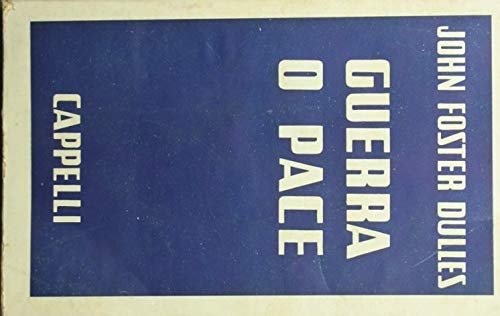 JOHN FOSTER DULLES
GUERRA
O PACE
CAPPELLI